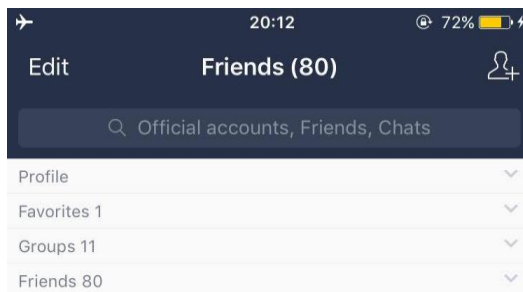 20:12
72%
Edit
Friends (80)
Official accounts, Friends, Chats
Profile
Favorites 1
Groups 11
Friends 80